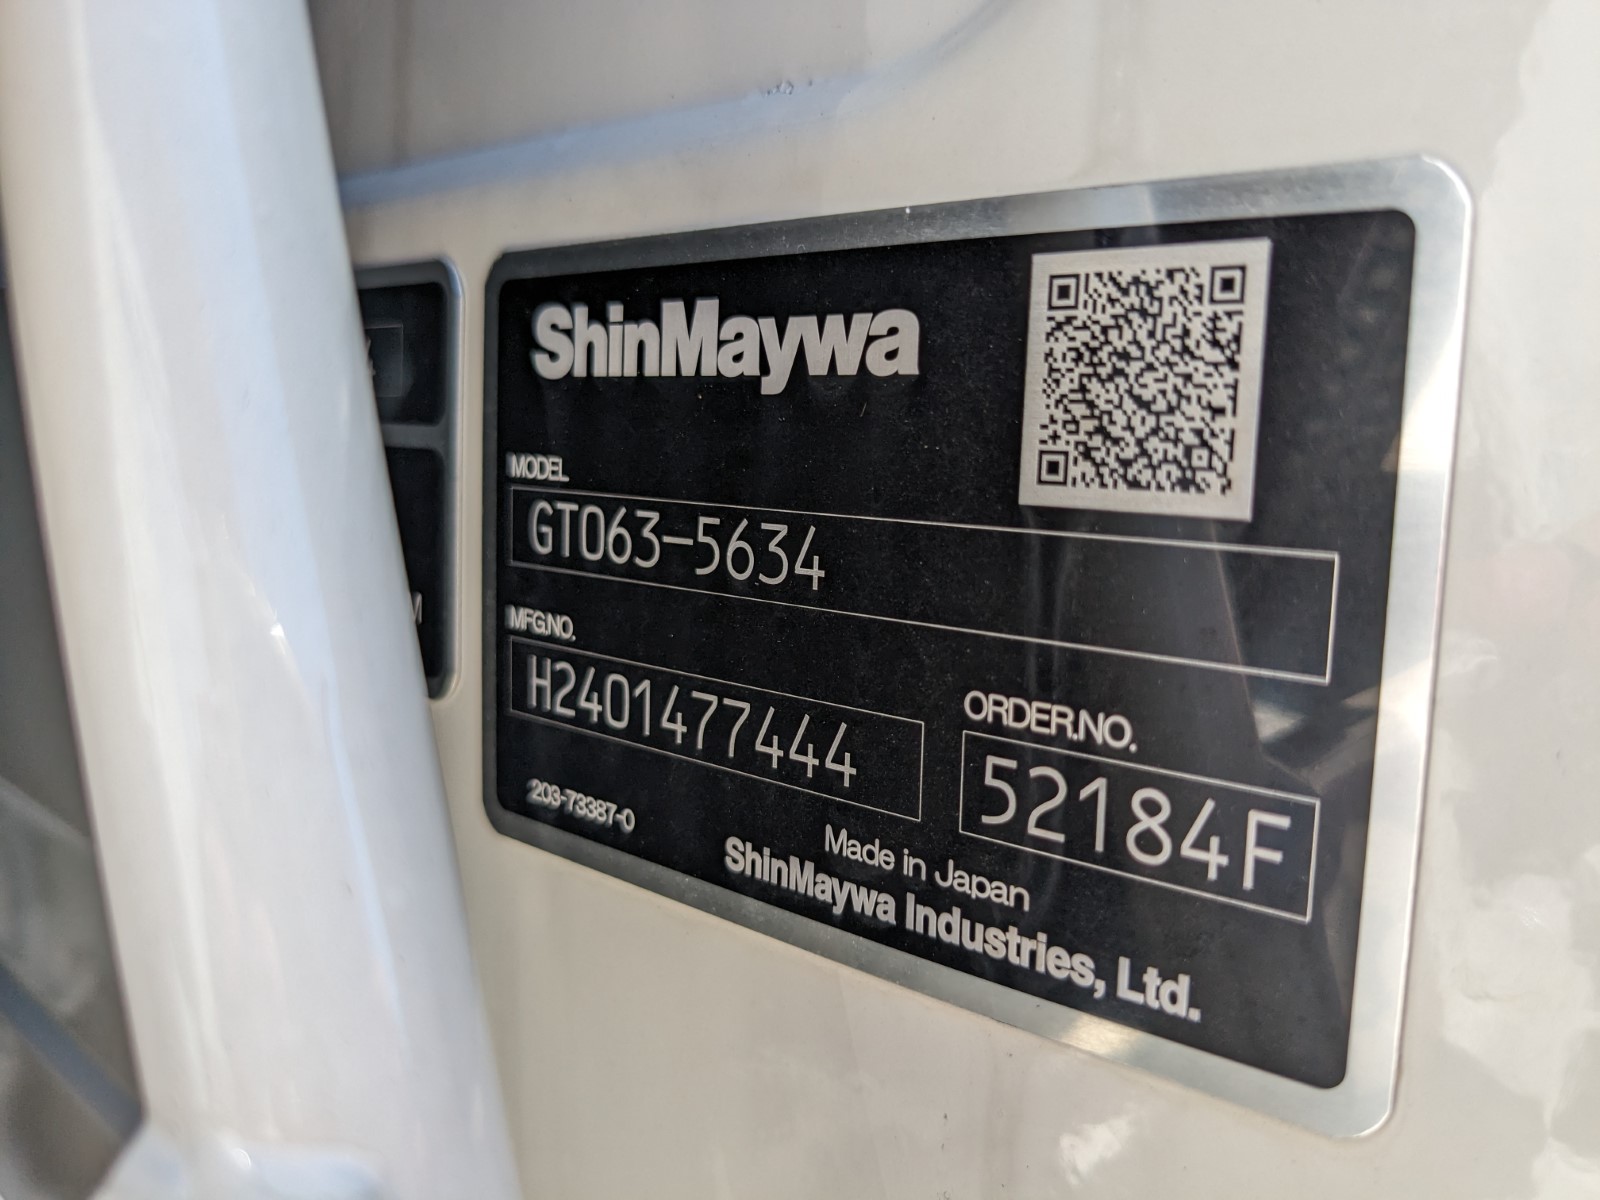 ShinMaywa
MODEL
GT063-5634
MFG.NO.
H2401477444
ORDER.NO.
52184F
203-73387-0
Made in Japan
ShinMaywa Industries, Ltd.
M